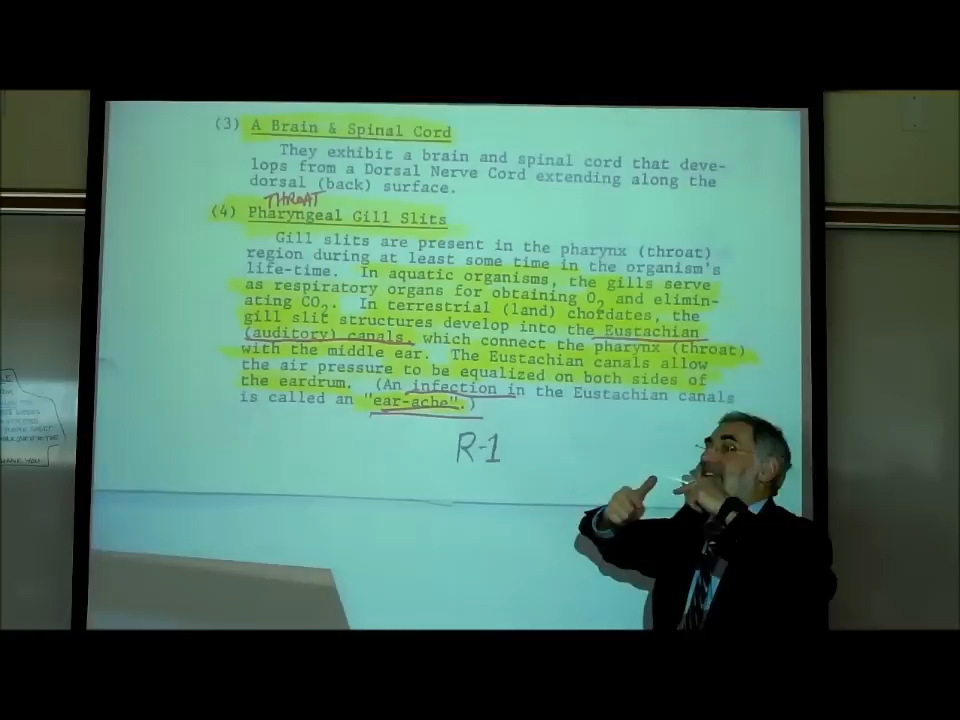 (3) A Brain & Spinal Cord
They exhibit a brain and spinal cord that deve-
lops from a Dorsal Nerve Cord extending along the
dorsal (back) surface.
THROAT
(4) Pharyngeal Gill Slits
Gill slits are present in the pharynx (throat)
region during at least some time in the organism's
life-time. In aquatic organisms, the gills serve
as respiratory organs for obtaining O2 and elimin-
ating CO2. In terrestrial (land) chordates, the
gill slit structures develop into the Eustachian
(auditory) canals, which connect the pharynx (throat)
with the middle ear. The Eustachian canals allow
the air pressure to be equalized on both sides of
the eardrum. (An infection in the Eustachian canals
is called an "ear-ache".)
R-1
THANK YOU